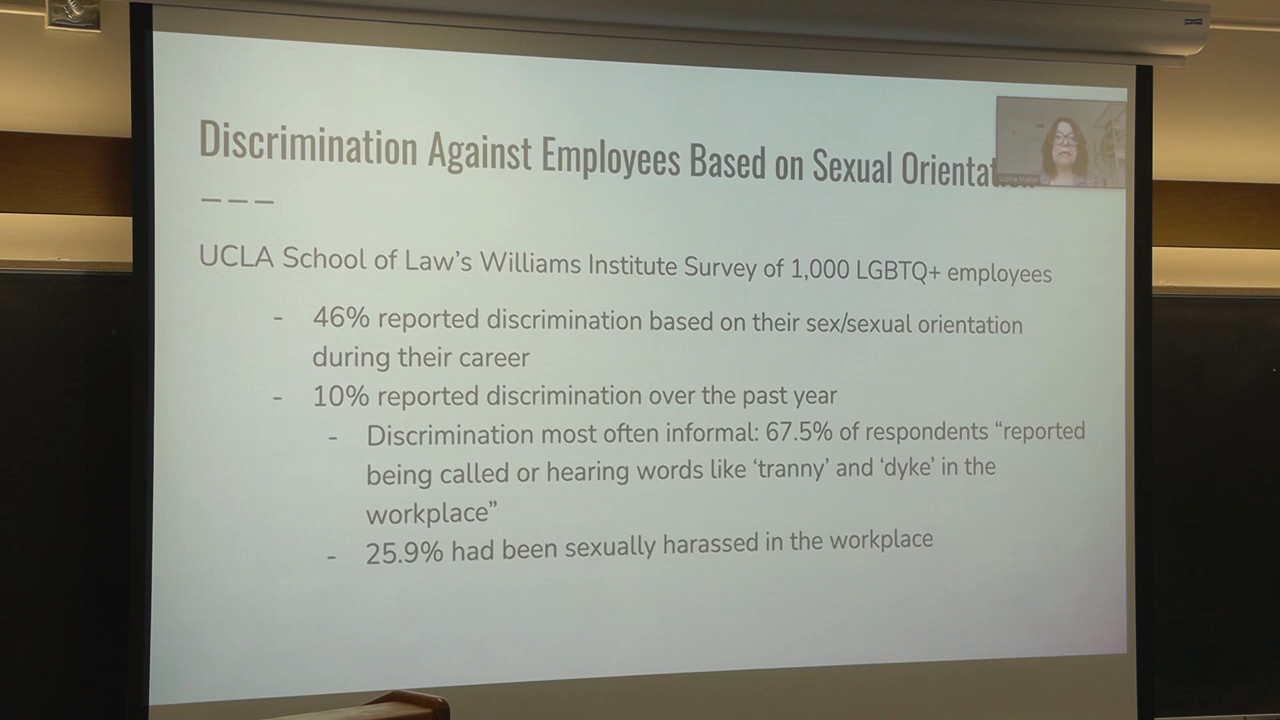 Discrimination Against Employees Based on Sexual
– – –
UCLA School of Law’s Williams Institute Survey of 1,000 LGBTQ+ employees
- 46% reported discrimination based on their sex/sexual orientation
during their career
- 10% reported discrimination over the past year
- Discrimination most often informal: 67.5% of respondents “reported
being called or hearing words like ‘tranny’ and ‘dyke’ in the
workplace”
- 25.9% had been sexually harassed in the workplace